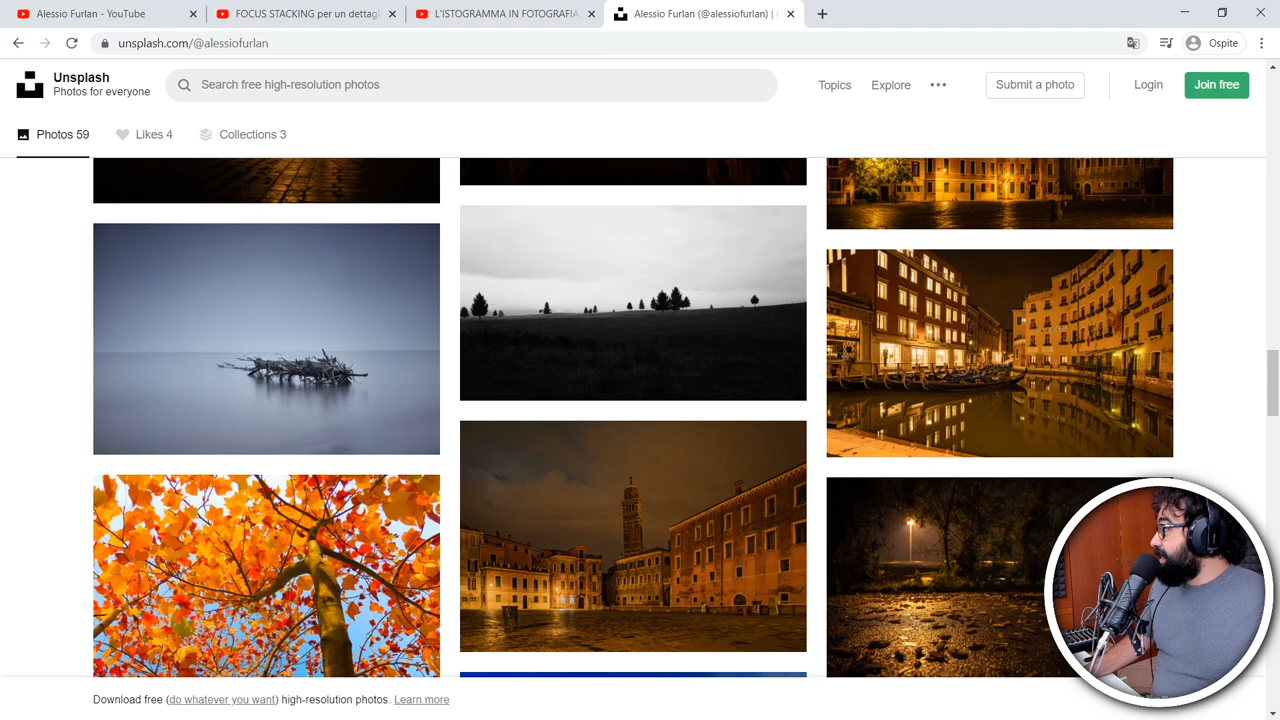 Alessio Furlan - YouTube
FOCUS STACKING per un dettag
L'ISTOGRAMMA IN FOTOGRAFIA
Alessio Furlan (@alessiofurlan) |
unsplash.com/@alessiofurlan
Ospite
Unsplash
Photos for everyone
Search free high-resolution photos
Topics
Explore
Submit a photo
Login
Join free
Photos 59
Likes 4
Collections 3
Download free (do whatever you want) high-resolution photos. Learn more